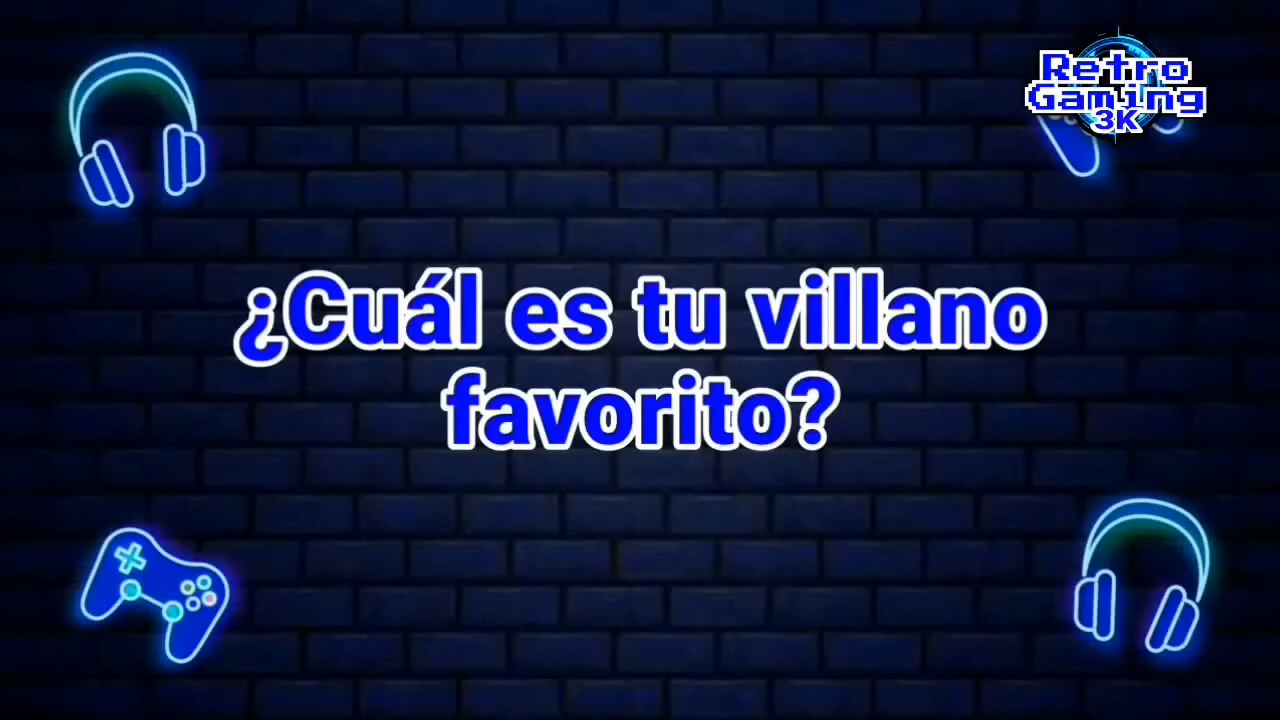 Retro
Gaming
3K
¿Cuál es tu villano
favorito?